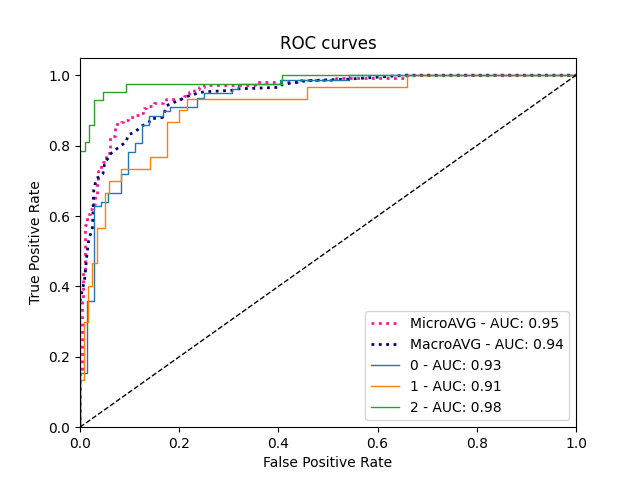 ROC curves
True Positive Rate
1.0
0.8
0.6
0.4
0.2
0.0
0.0 0.2 0.4 0.6 0.8 1.0
False Positive Rate
MicroAVG - AUC: 0.95
MacroAVG - AUC: 0.94
0 - AUC: 0.93
1 - AUC: 0.91
2 - AUC: 0.98